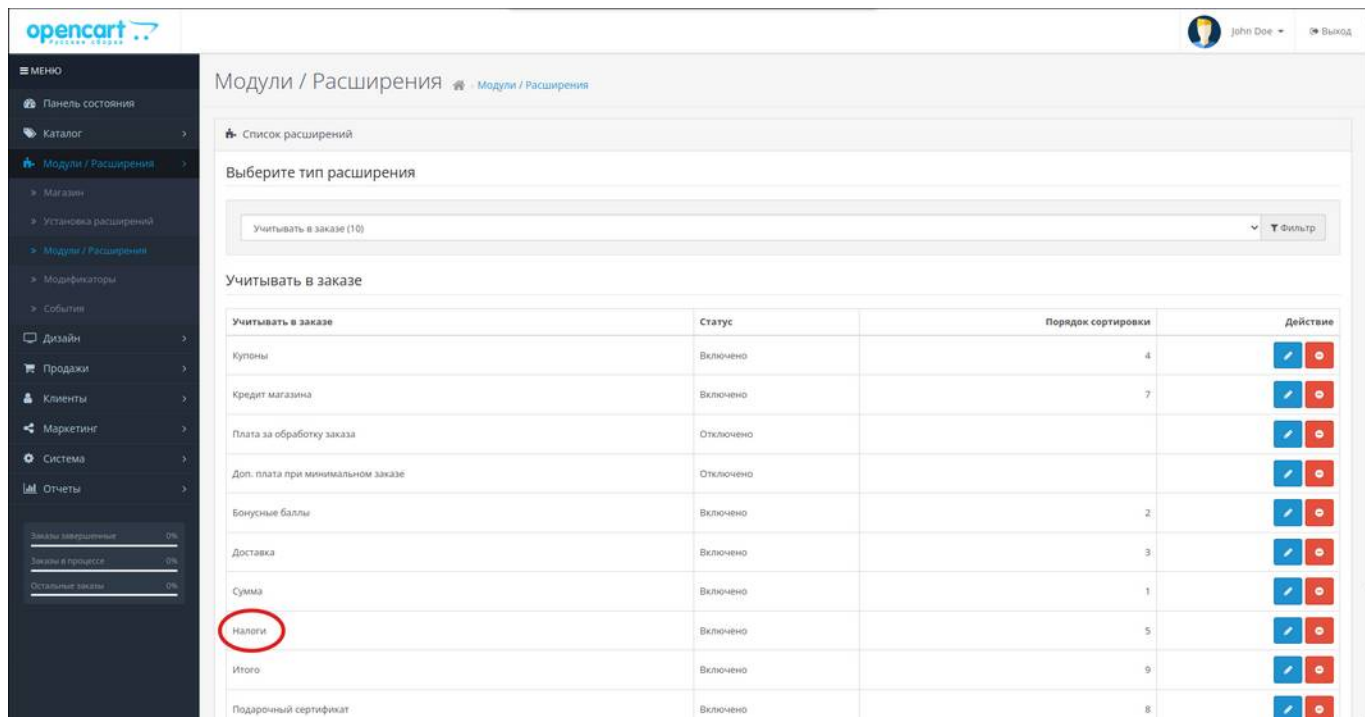 opencart
Русская сборка
John Doe
Выход
МЕНЮ
Панель состояния
Каталог
Модули / Расширения
Магазин
Установка расширений
Модули / Расширения
Модификаторы
События
Дизайн
Продажи
Клиенты
Маркетинг
Система
Отчеты
Заказы завершенные 0%
Заказы в процессе 0%
Остальные заказы 0%
Модули / Расширения Модули / Расширения
Список расширений
Выберите тип расширения
Учитывать в заказе (10) Фильтр
Учитывать в заказе
Учитывать в заказе Статус Порядок сортировки Действие
Купоны Включено 4
Кредит магазина Включено 7
Плата за обработку заказа Отключено
Доп. плата при минимальном заказе Отключено
Бонусные баллы Включено 2
Доставка Включено 3
Сумма Включено 1
Налоги Включено 5
Итого Включено 9
Подарочный сертификат Включено 8